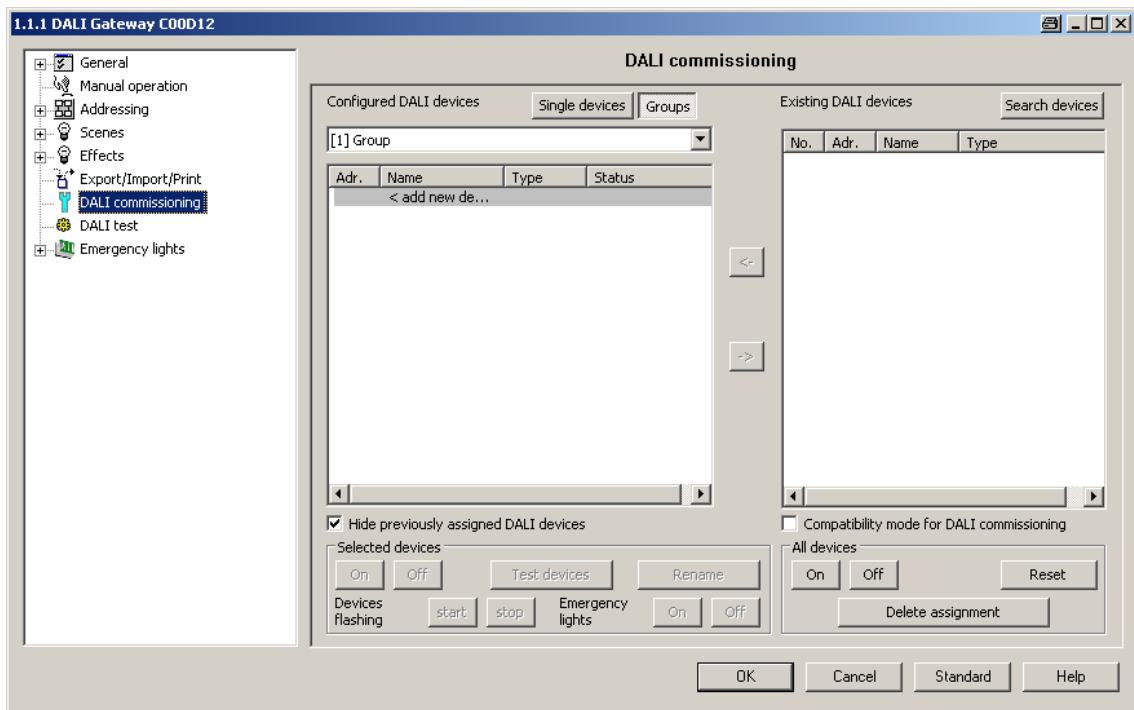 1.1.1 DALI Gateway C00D12
General
Manual operation
Addressing
Scenes
Effects
Export/Import/Print
DALI commissioning
DALI test
Emergency lights
DALI commissioning
Configured DALI devices
Single devices
Groups
[1] Group
Adr. Name Type Status
< add new de...
<-
->
Existing DALI devices
Search devices
No. Adr. Name Type
Hide previously assigned DALI devices
Selected devices
On Off Test devices Rename
Devices flashing start stop Emergency lights On Off
Compatibility mode for DALI commissioning
All devices
On Off Reset
Delete assignment
OK Cancel Standard Help